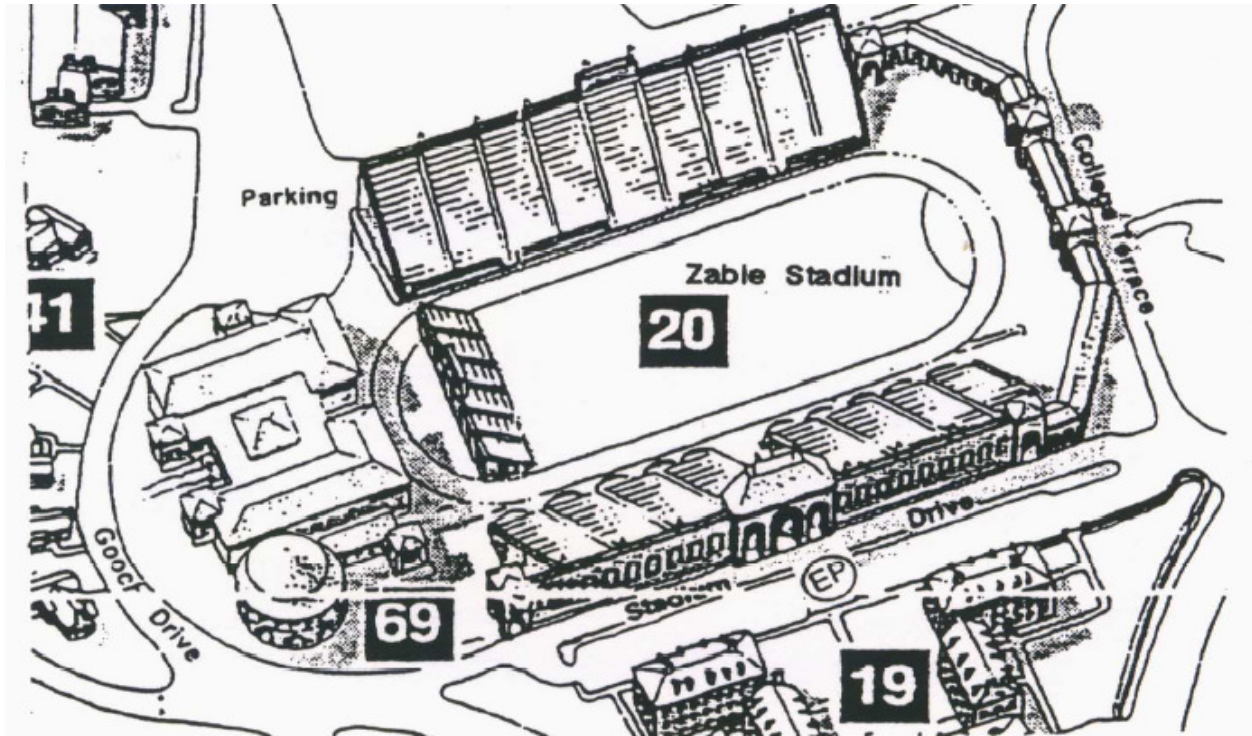 Parking
College Terrace
41
Zable Stadium
20
Gooch Drive
Stadium Drive
EP
69
19